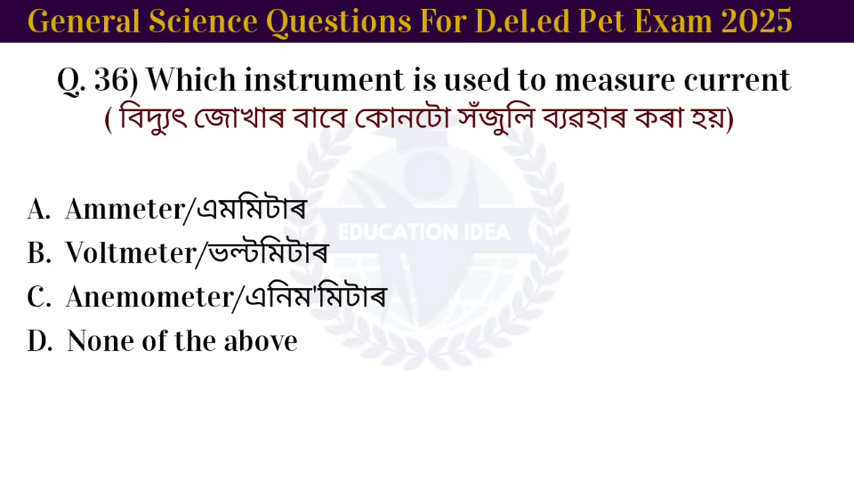 General Science Questions For D.el.ed Pet Exam 2025
Q. 36) Which instrument is used to measure current
( বিদ্যুৎ জোখাৰ বাবে কোনটো সঁজুলি ব্যৱহাৰ কৰা হয়)
A. Ammeter/এমমিটাৰ
EDUCATION IDEA
B. Voltmeter/ভল্টমিটাৰ
C. Anemometer/এনিম'মিটাৰ
D. None of the above